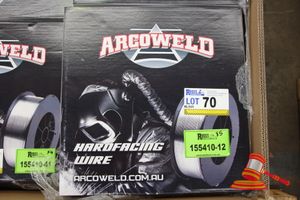 ARCOWELD
LOT 70
155410-12
155410-11
HARDFACING
WIRE
ARCOWELD.COM.AU